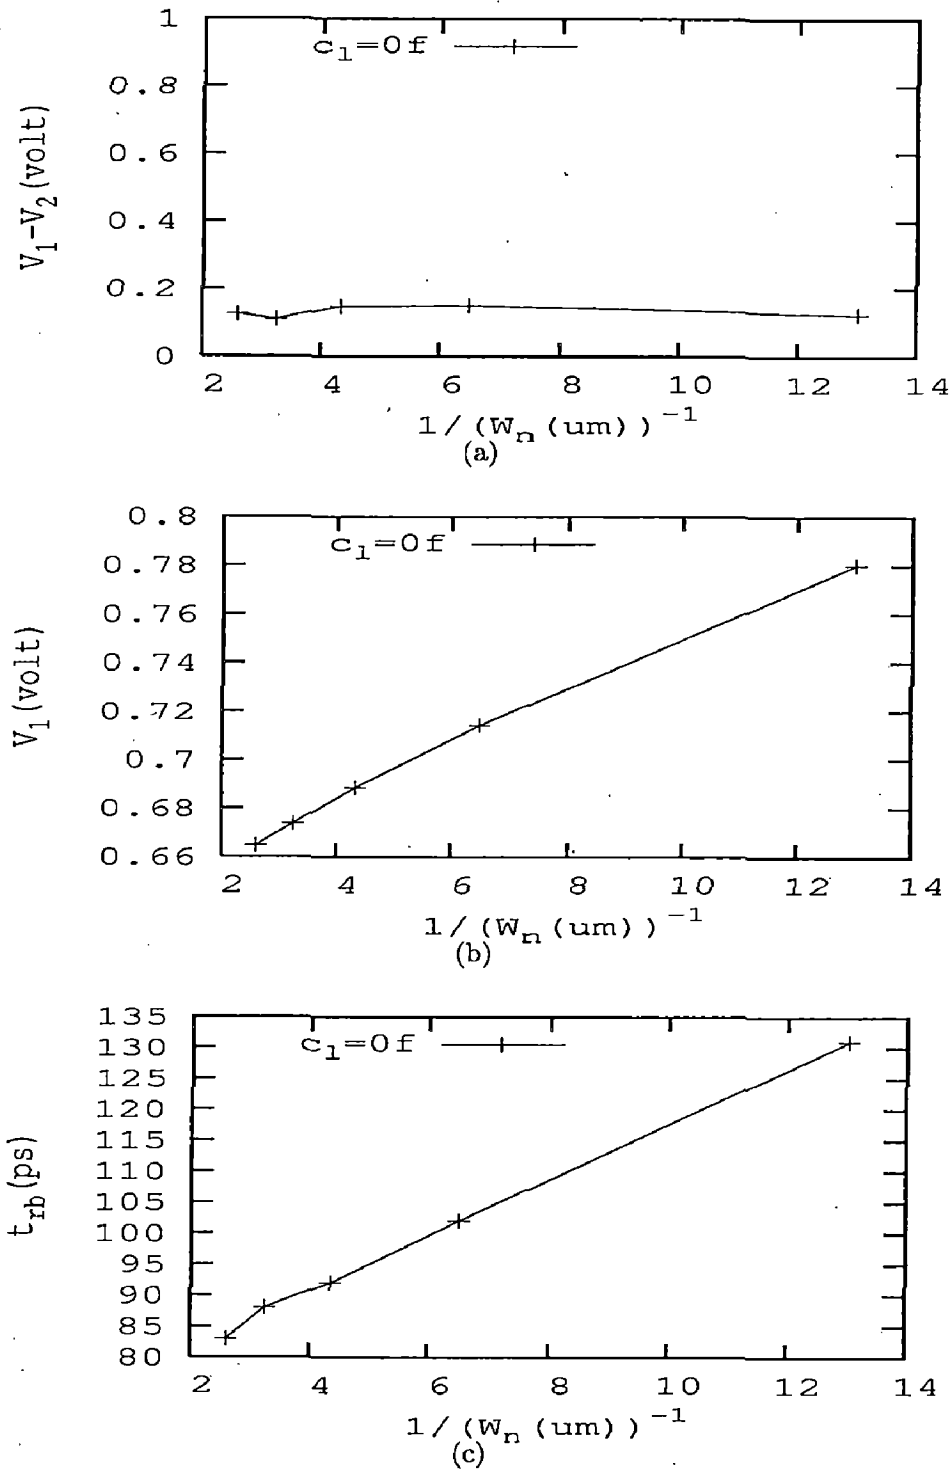 1
c₁=0f
0.8
0.6
0.4
0.2
0
V₁-V₂(volt)
2 4 6 8 10 12 14
1/(Wₙ(um))⁻¹
(a)
0.8
c₁=0f
0.78
0.76
0.74
0.72
0.7
0.68
0.66
V₁(volt)
2 4 6 8 10 12 14
1/(Wₙ(um))⁻¹
(b)
135
c₁=0f
130
125
120
115
110
105
100
95
90
85
80
t_rb(ps)
2 4 6 8 10 12 14
1/(Wₙ(um))⁻¹
(c)